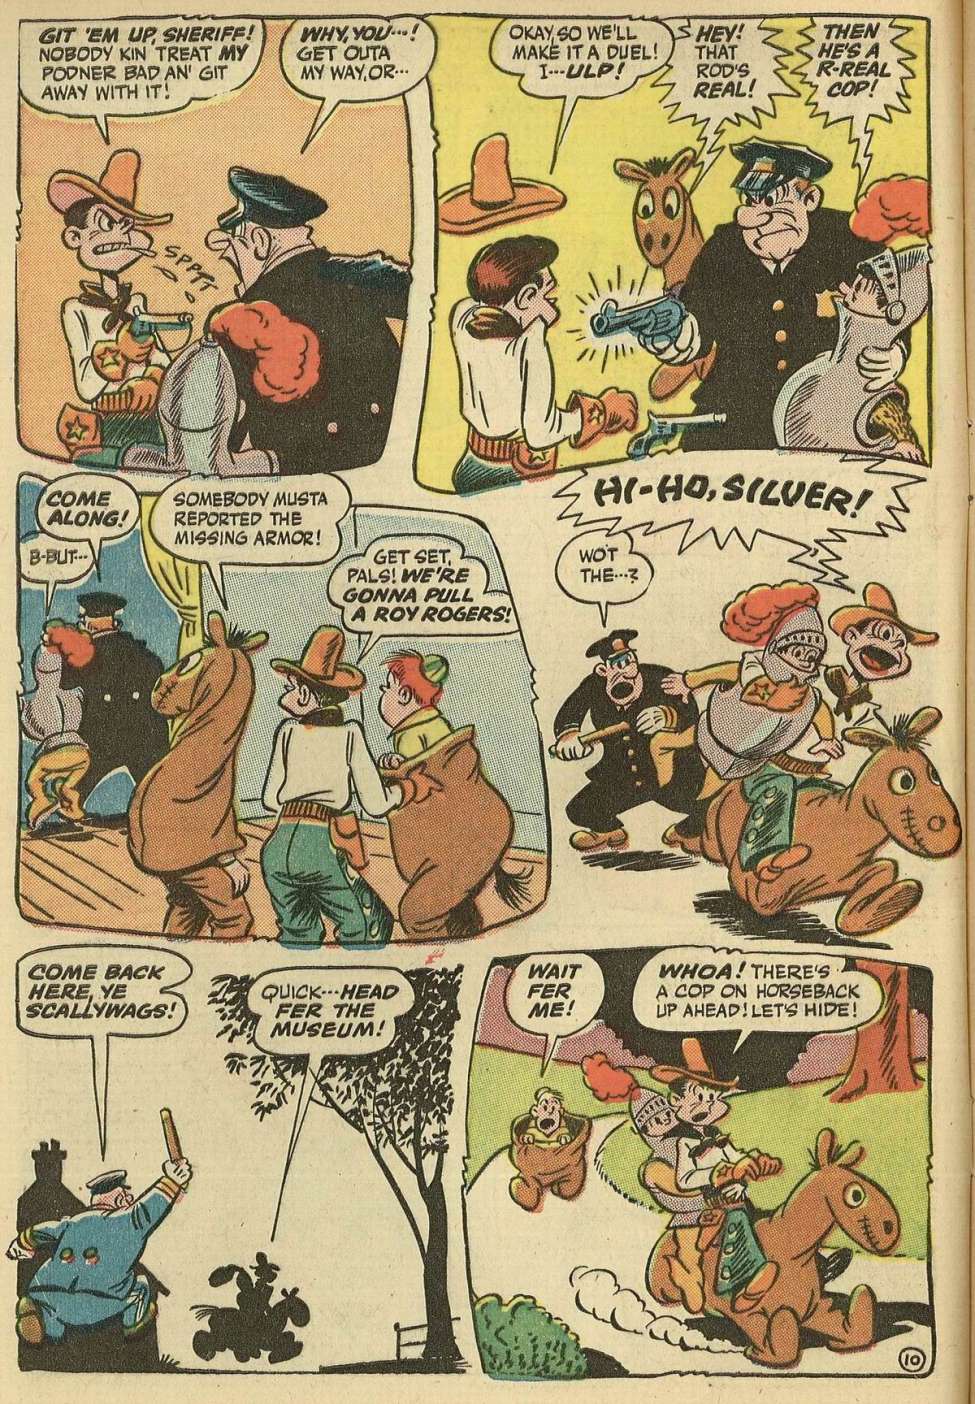 GIT 'EM UP, SHERIFF!
NOBODY KIN TREAT MY
PODNER BAD AN' GIT
AWAY WITH IT!
WHY, YOU---!
GET OUTA
MY WAY, OR---
SPFFT
OKAY, SO WE'LL
MAKE IT A DUEL!
I---ULP!
HEY!
THAT
ROD'S
REAL!
THEN
HE'S A
R-REAL
COP!
COME
ALONG!
B-BUT---
SOMEBODY MUSTA
REPORTED THE
MISSING ARMOR!
GET SET,
PALS! WE'RE
GONNA PULL
A ROY ROGERS!
HI-HO, SILVER!
WOT
THE---?
COME BACK
HERE, YE
SCALLYWAGS!
QUICK---HEAD
FER THE
MUSEUM!
WAIT
FER
ME!
WHOA! THERE'S
A COP ON HORSEBACK
UP AHEAD! LET'S HIDE!
10